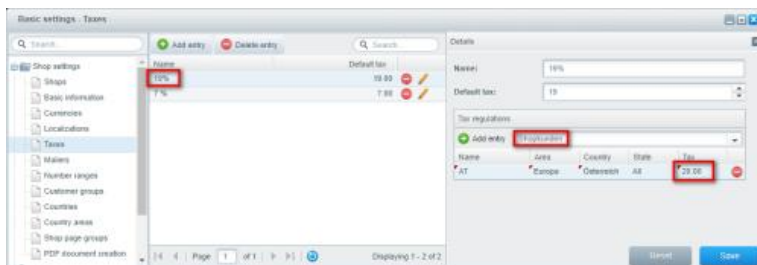 Basic settings - Taxes
Search...
Shop settings
Shops
Basic information
Currencies
Localizations
Taxes
Mailers
Number ranges
Customer groups
Countries
Country areas
Shop page groups
PDF document creation
Add entry
Delete entry
Search...
Name
Default tax
19%
19.00
7 %
7.00
Page 1 of 1
Displaying 1 - 2 of 2
Details
Name:
19%
Default tax:
19
Tax regulations
Add entry
Shopkunden
Name
Area
Country
State
Tax
AT
Europa
Österreich
All
20.00
Reset
Save